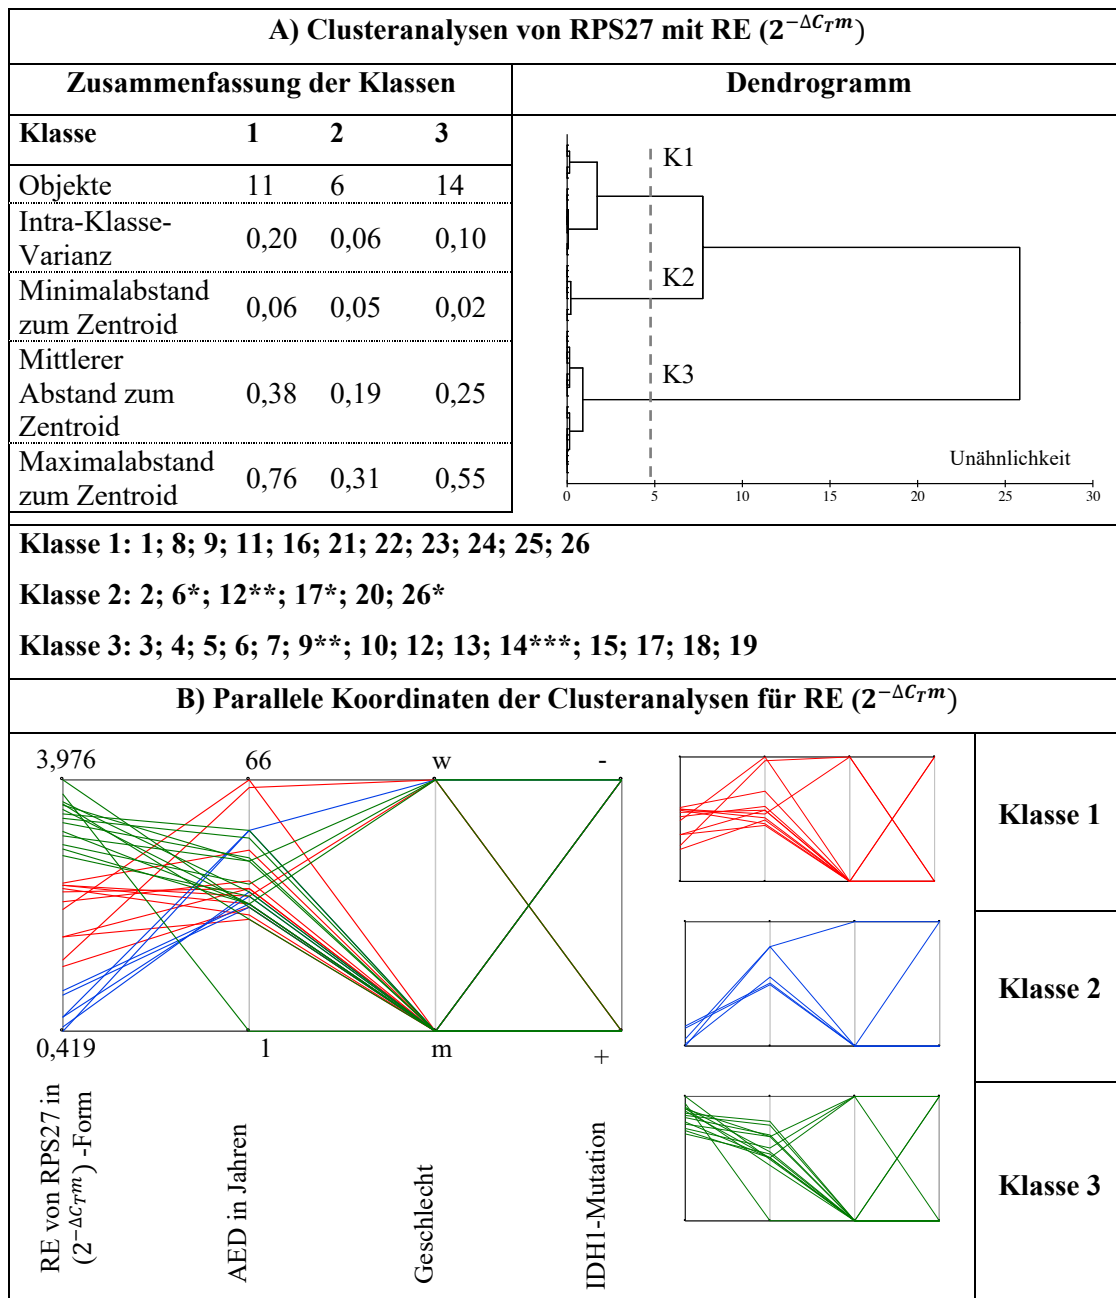 A) Clusteranalysen von RPS27 mit RE (2^{-ΔC_T m})
Zusammenfassung der Klassen
Dendrogramm
Klasse 1 2 3
Objekte 11 6 14
Intra-Klasse-
Varianz 0,20 0,06 0,10
Minimalabstand
zum Zentroid 0,06 0,05 0,02
Mittlerer
Abstand zum
Zentroid 0,38 0,19 0,25
Maximalabstand
zum Zentroid 0,76 0,31 0,55
K1
K2
K3
Unähnlichkeit
0 5 10 15 20 25 30
Klasse 1: 1; 8; 9; 11; 16; 21; 22; 23; 24; 25; 26
Klasse 2: 2; 6*; 12**; 17*; 20; 26*
Klasse 3: 3; 4; 5; 6; 7; 9**; 10; 12; 13; 14***; 15; 17; 18; 19
B) Parallele Koordinaten der Clusteranalysen für RE (2^{-ΔC_T m})
3,976 66 w -
0,419 1 m +
RE von RPS27 in
(2^{-ΔC_T m}) -Form
AED in Jahren
Geschlecht
IDH1-Mutation
Klasse 1
Klasse 2
Klasse 3